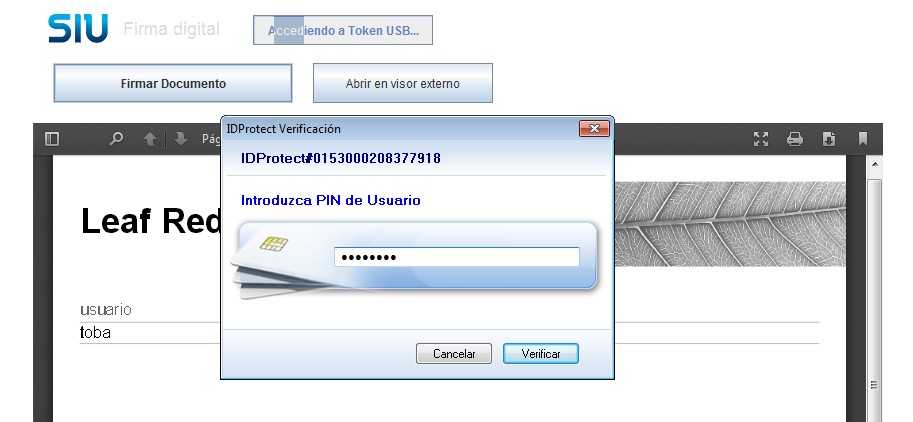 SIU Firma digital Accediendo a Token USB...
Firmar Documento Abrir en visor externo
IDProtect Verificación
Pág
IDProtect#0153000208377918
Introduzca PIN de Usuario
Leaf Red
••••••••
usuario
toba
Cancelar Verificar